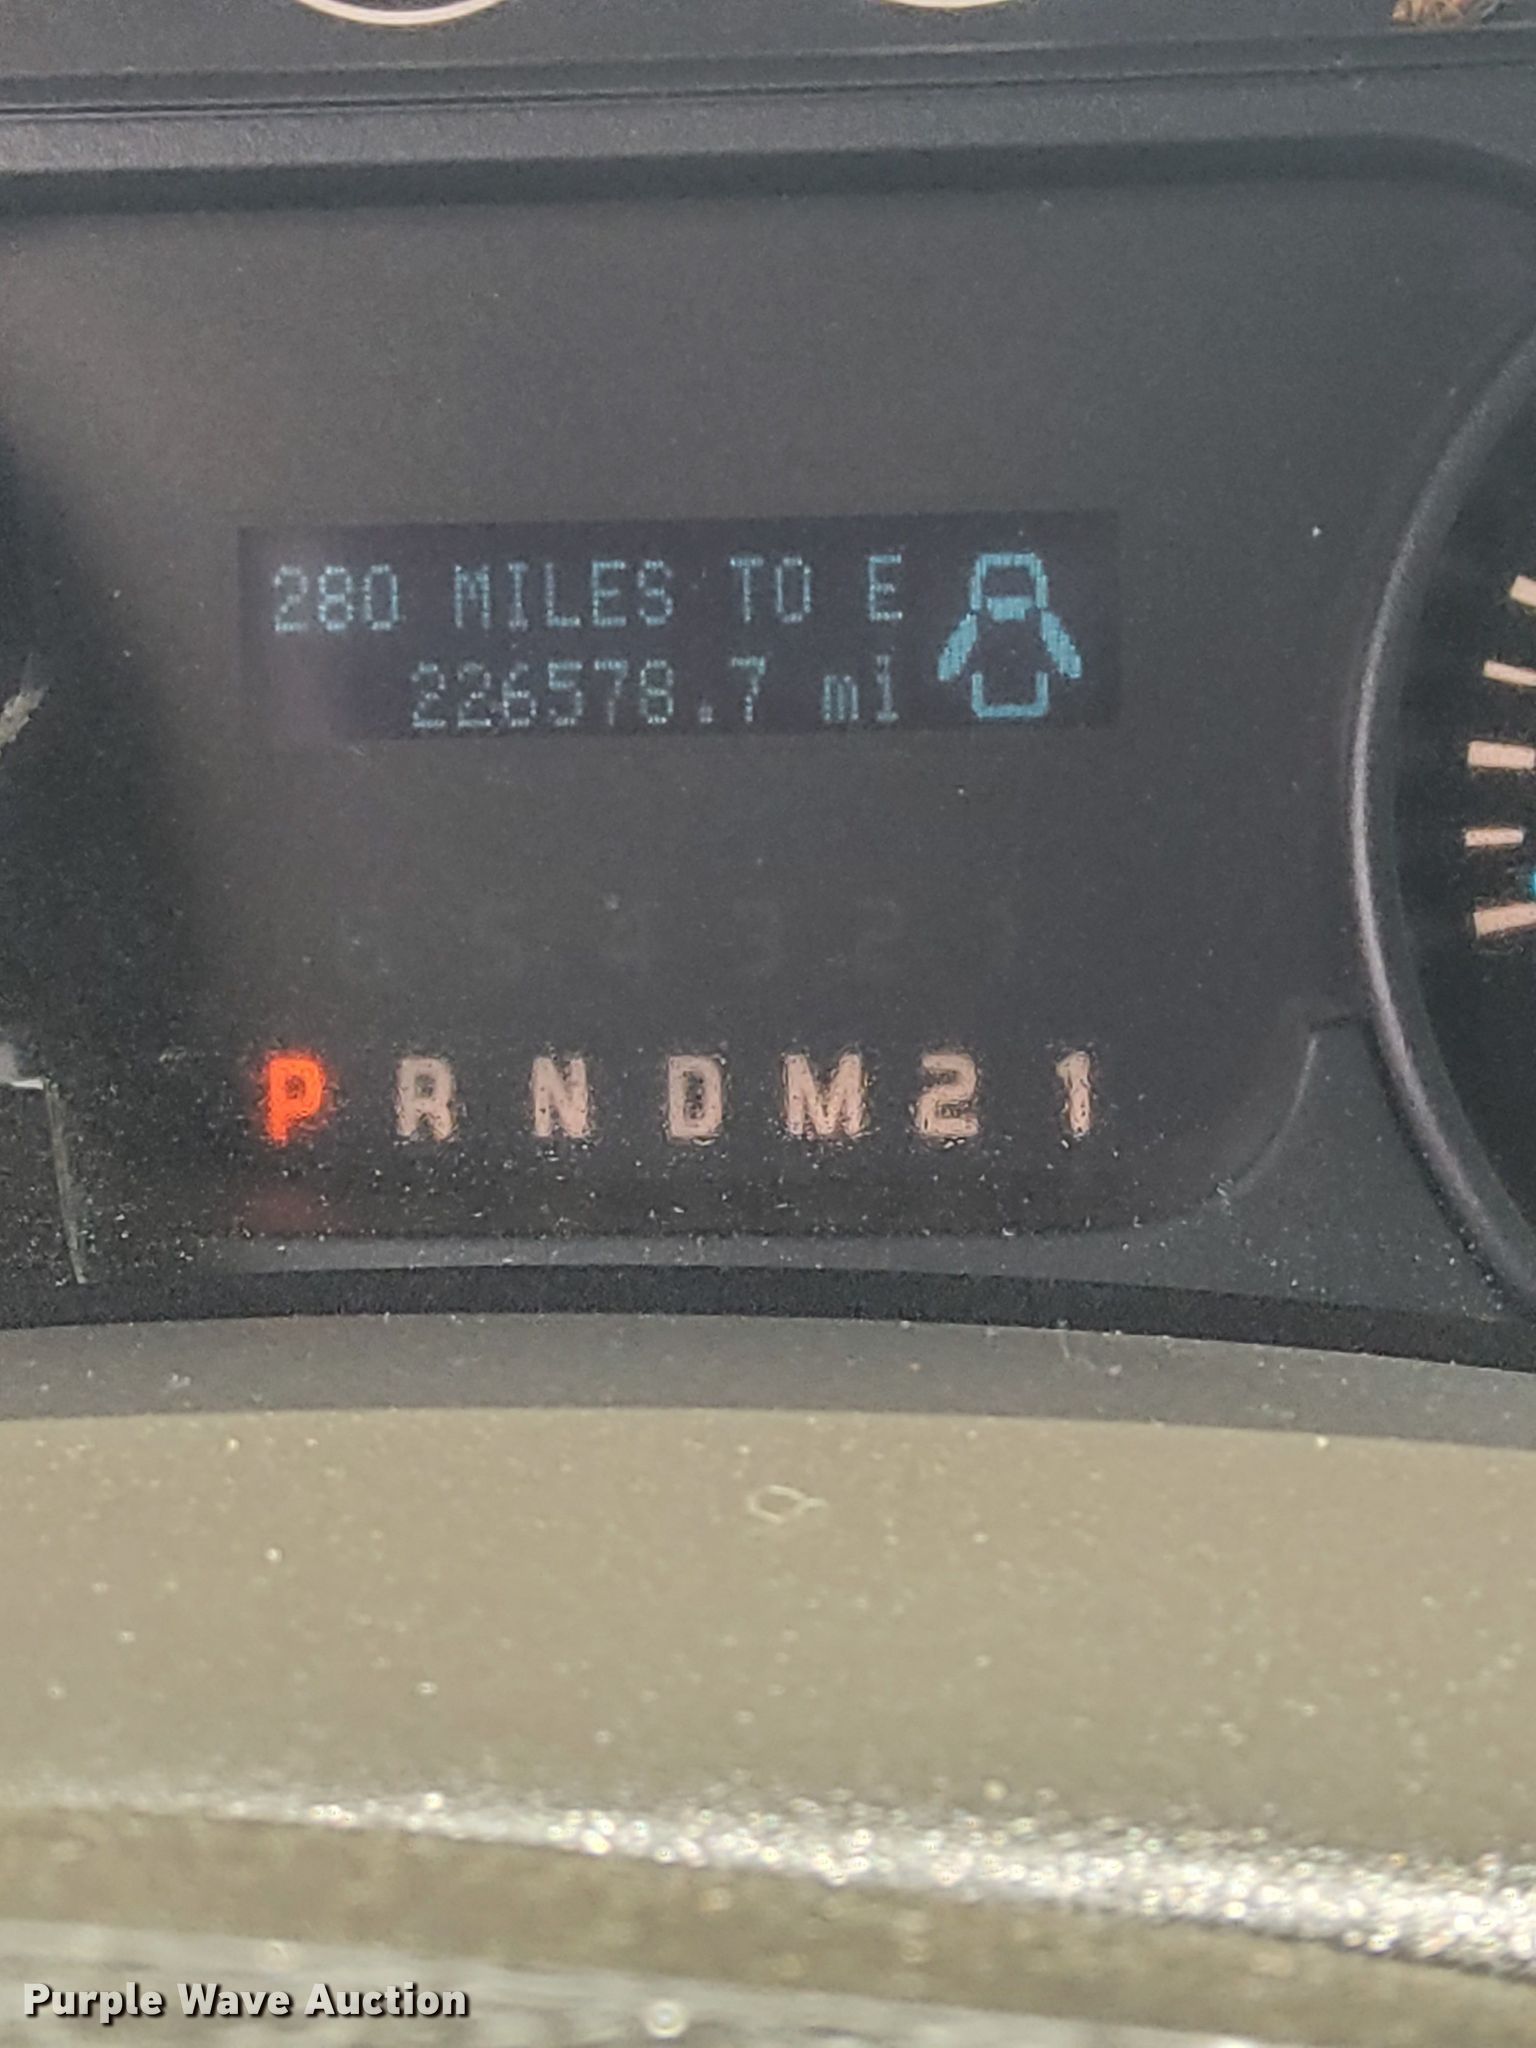 280 MILES TO E
226578.7 mi
P R N D M 2 1
Purple Wave Auction